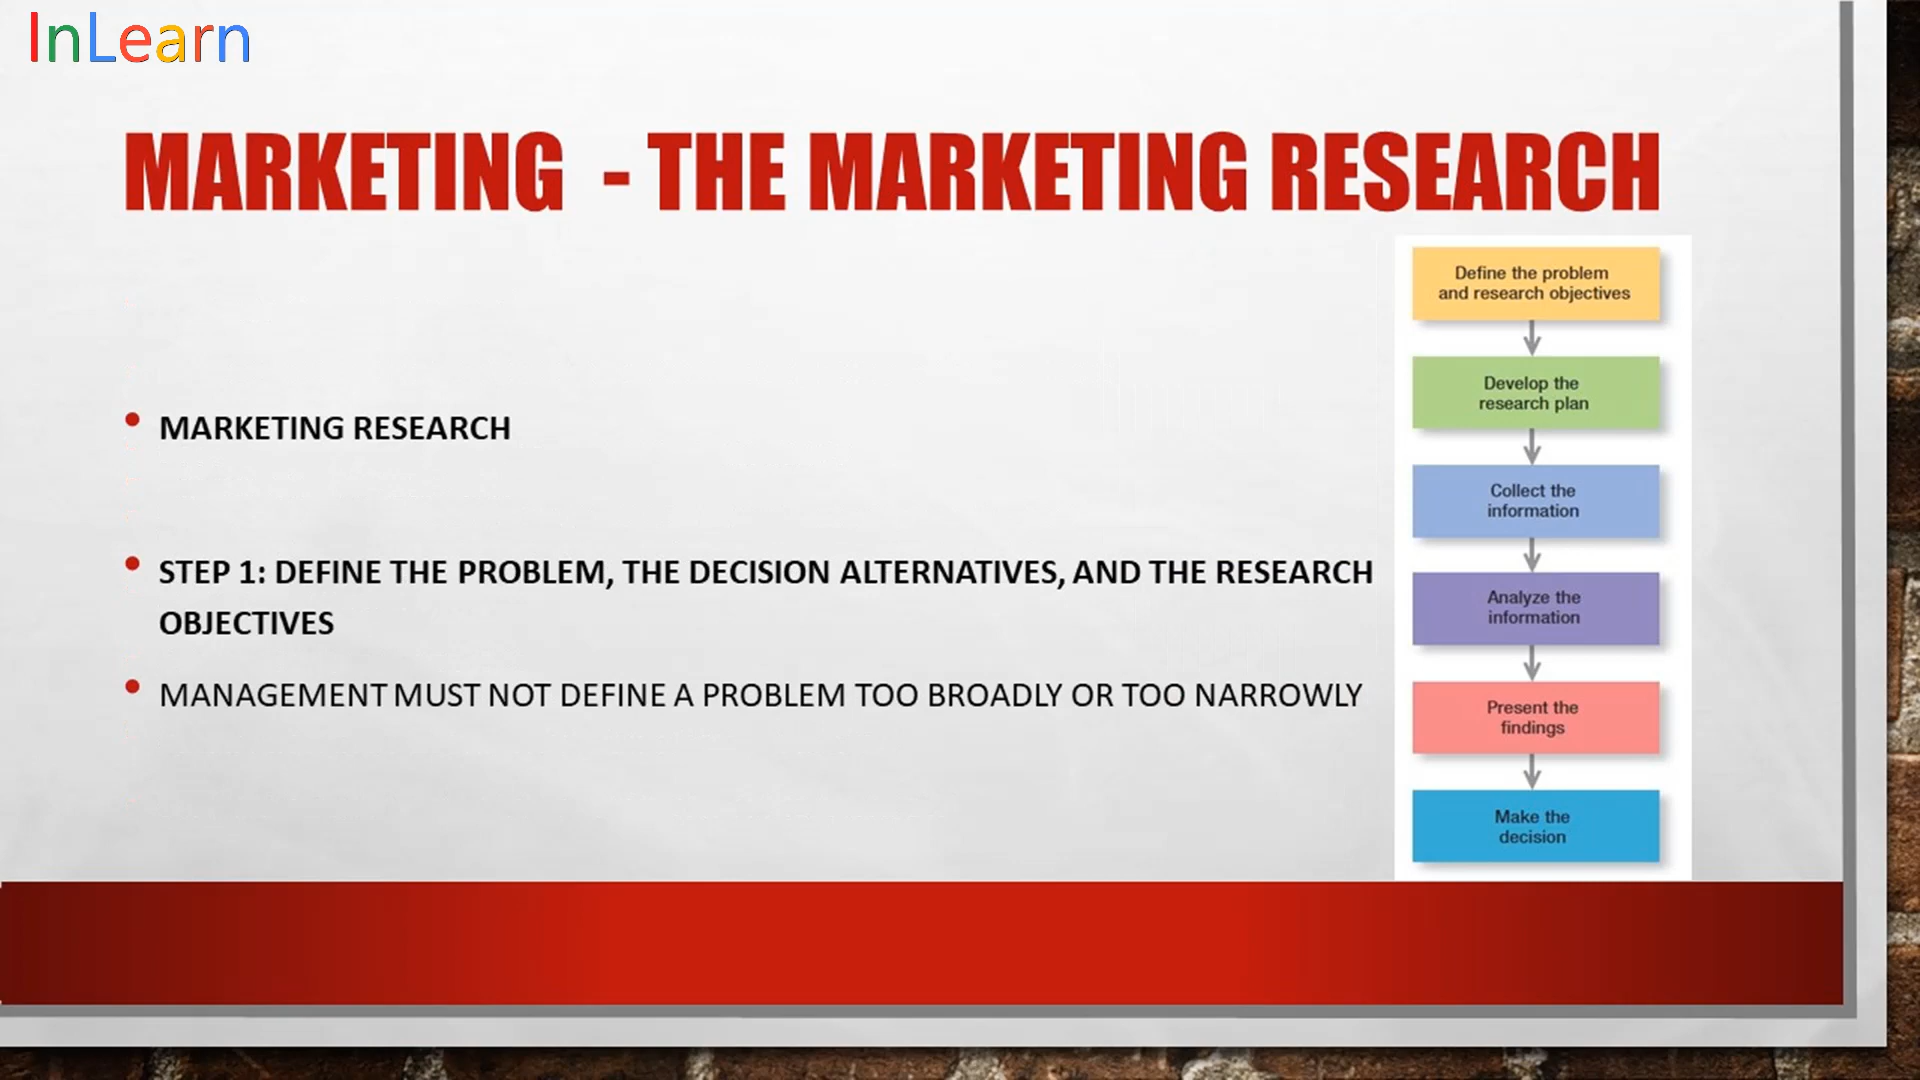 InLearn
MARKETING - THE MARKETING RESEARCH
MARKETING RESEARCH
STEP 1: DEFINE THE PROBLEM, THE DECISION ALTERNATIVES, AND THE RESEARCH
OBJECTIVES
MANAGEMENT MUST NOT DEFINE A PROBLEM TOO BROADLY OR TOO NARROWLY
Define the problem
and research objectives
Develop the
research plan
Collect the
information
Analyze the
information
Present the
findings
Make the
decision